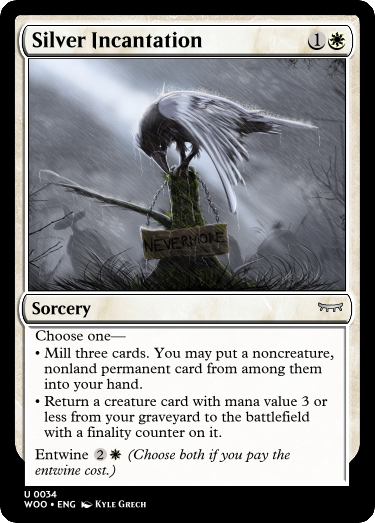 Silver Incantation 1
NEVERMORE
Sorcery
Choose one—
• Mill three cards. You may put a noncreature,
nonland permanent card from among them
into your hand.
• Return a creature card with mana value 3 or
less from your graveyard to the battlefield
with a finality counter on it.
Entwine 2 (Choose both if you pay the
entwine cost.)
U 0034
WOO • ENG Kyle Grech